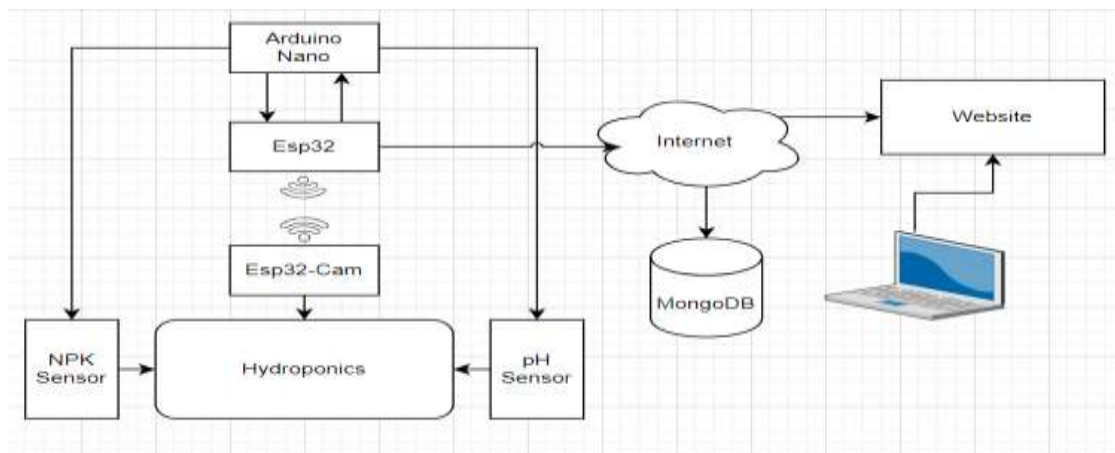 Arduino
Nano
Esp32
Internet
Website
Esp32-Cam
MongoDB
NPK
Sensor
Hydroponics
pH
Sensor